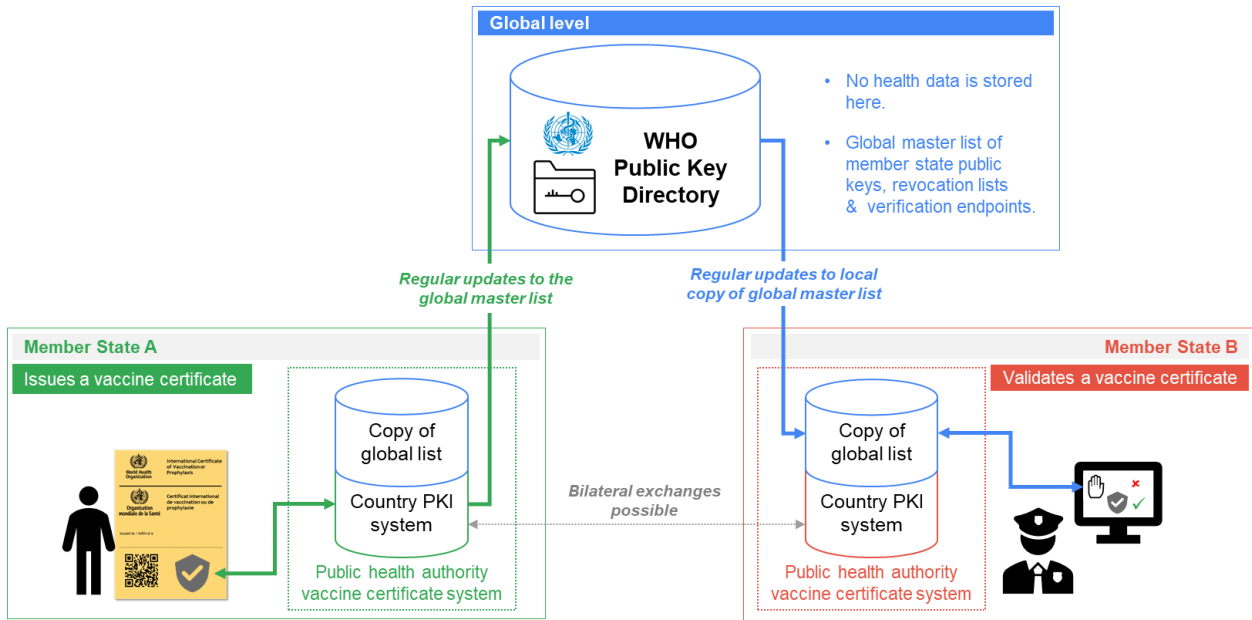 Global level
WHO
Public Key
Directory
• No health data is stored
here.
• Global master list of
member state public
keys, revocation lists
& verification endpoints.
Regular updates to the
global master list
Regular updates to local
copy of global master list
Member State A
Issues a vaccine certificate
World Health
Organization
International Certificate
of Vaccination or
Prophylaxis
Organisation
mondiale de la Santé
Certificat international
de vaccination ou de
prophylaxie
Copy of
global list
Country PKI
system
Public health authority
vaccine certificate system
Bilateral exchanges
possible
Member State B
Validates a vaccine certificate
Copy of
global list
Country PKI
system
Public health authority
vaccine certificate system